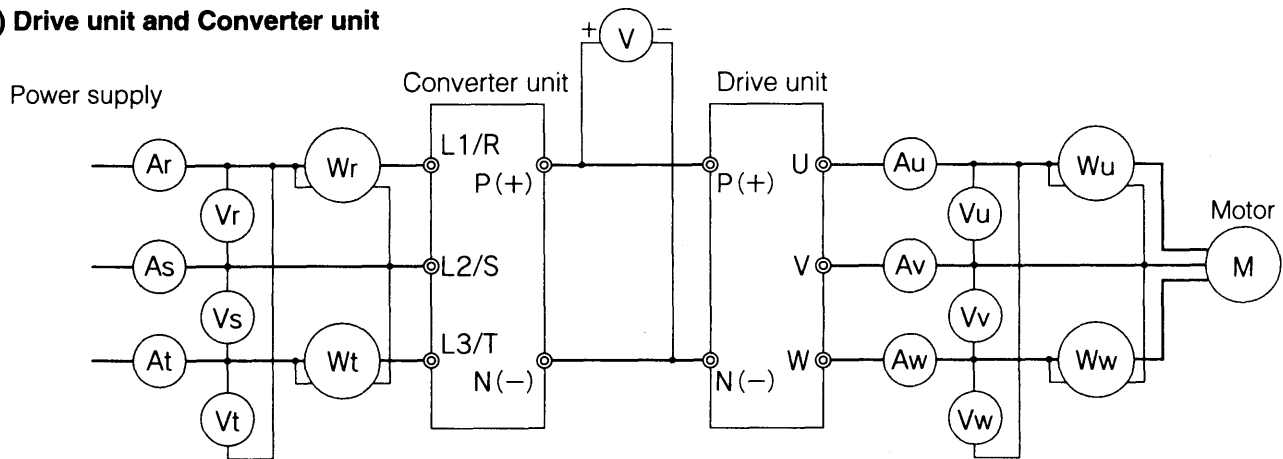 ) Drive unit and Converter unit
+ V −
Power supply
Converter unit
Drive unit
Ar Wr L1/R P(+) P(+) U Au Wu
Vr Vu Motor
As L2/S V Av M
Vs Vv
At Wt L3/T N(−) N(−) W Aw Ww
Vt Vw